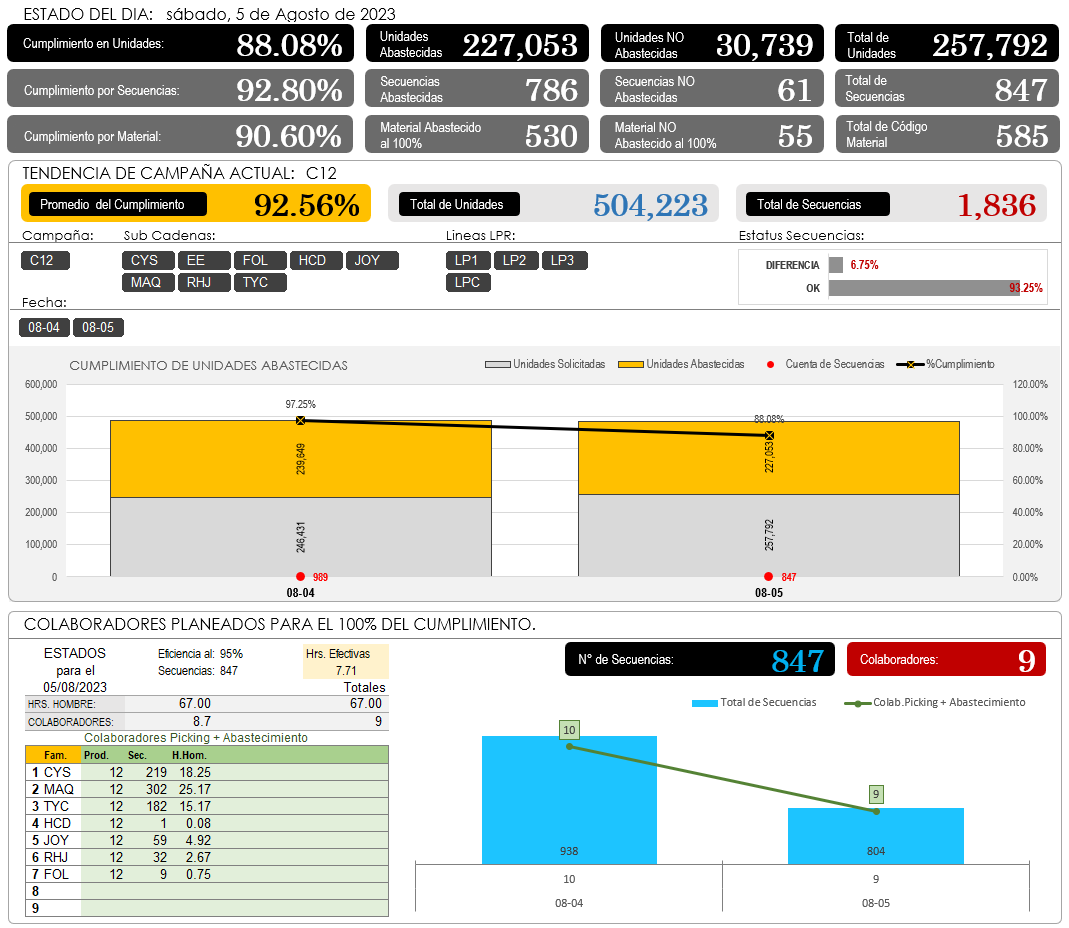 ESTADO DEL DIA: sábado, 5 de Agosto de 2023
Cumplimiento en Unidades: 88.08%
Unidades Abastecidas 227,053
Unidades NO Abastecidas 30,739
Total de Unidades 257,792
Cumplimiento por Secuencias: 92.80%
Secuencias Abastecidas 786
Secuencias NO Abastecidas 61
Total de Secuencias 847
Cumplimiento por Material: 90.60%
Material Abastecido al 100% 530
Material NO Abastecido al 100% 55
Total de Código Material 585
TENDENCIA DE CAMPAÑA ACTUAL: C12
Promedio del Cumplimiento 92.56%
Total de Unidades 504,223
Total de Secuencias 1,836
Campaña:
C12
Sub Cadenas:
CYS EE FOL HCD JOY
MAQ RHJ TYC
Lineas LPR:
LP1 LP2 LP3
LPC
Estatus Secuencias:
DIFERENCIA 6.75%
OK 93.25%
Fecha:
08-04 08-05
CUMPLIMIENTO DE UNIDADES ABASTECIDAS
Unidades Solicitadas Unidades Abastecidas Cuenta de Secuencias %Cumplimiento
600,000
500,000
400,000
300,000
200,000
100,000
0
120.00%
100.00%
80.00%
60.00%
40.00%
20.00%
0.00%
97.25%
239,649
246,431
989
08-04
88.08%
227,053
257,792
847
08-05
COLABORADORES PLANEADOS PARA EL 100% DEL CUMPLIMIENTO.
ESTADOS
para el
05/08/2023
Eficiencia al: 95%
Secuencias: 847
Hrs. Efectivas
7.71
Totales
HRS. HOMBRE: 67.00 67.00
COLABORADORES: 8.7 9
Colaboradores Picking + Abastecimiento
Fam. Prod. Sec. H.Hom.
1 CYS 12 219 18.25
2 MAQ 12 302 25.17
3 TYC 12 182 15.17
4 HCD 12 1 0.08
5 JOY 12 59 4.92
6 RHJ 12 32 2.67
7 FOL 12 9 0.75
8
9
N° de Secuencias: 847
Colaboradores: 9
Total de Secuencias Colab.Picking + Abastecimiento
10
9
938
804
10
9
08-04
08-05